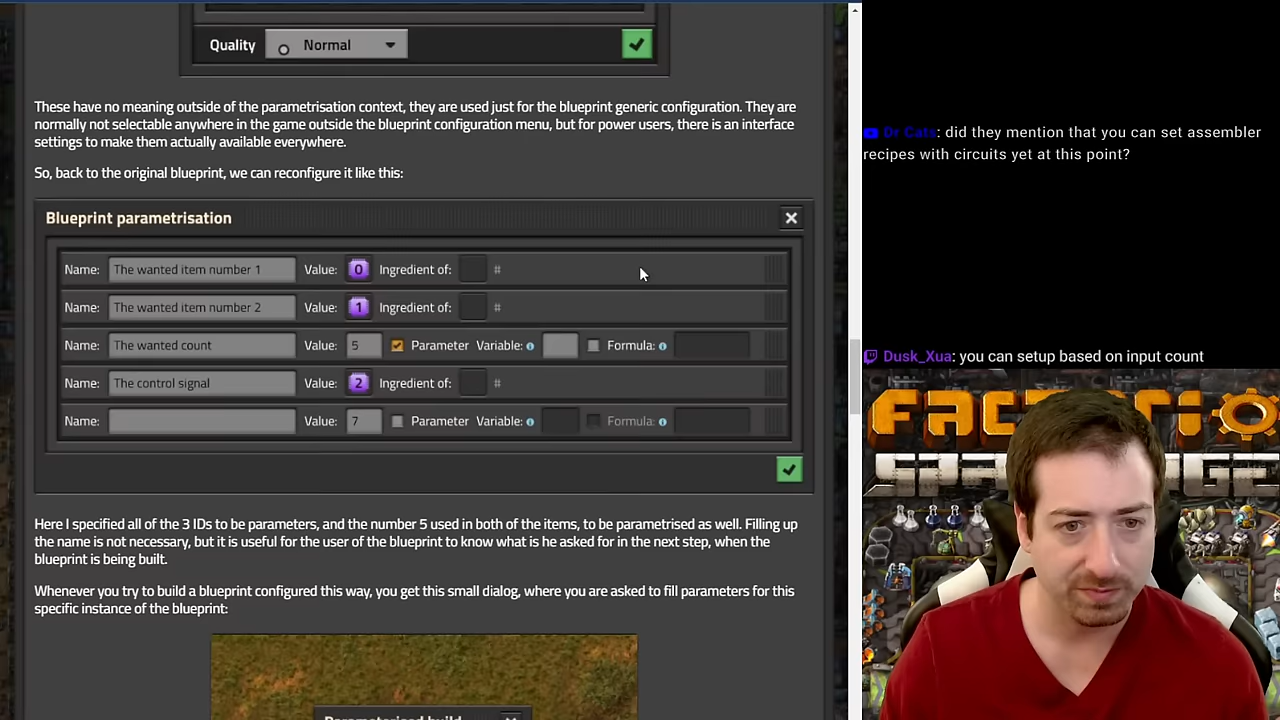 Quality Normal
These have no meaning outside of the parametrisation context, they are used just for the blueprint generic configuration. They are
normally not selectable anywhere in the game outside the blueprint configuration menu, but for power users, there is an interface
settings to make them actually available everywhere.
So, back to the original blueprint, we can reconfigure it like this:
Blueprint parametrisation
Name: The wanted item number 1 Value: 0 Ingredient of: #
Name: The wanted item number 2 Value: 1 Ingredient of: #
Name: The wanted count Value: 5 Parameter Variable: Formula:
Name: The control signal Value: 2 Ingredient of: #
Name: Value: 7 Parameter Variable: Formula:
Here I specified all of the 3 IDs to be parameters, and the number 5 used in both of the items, to be parametrised as well. Filling up
the name is not necessary, but it is useful for the user of the blueprint to know what is he asked for in the next step, when the
blueprint is being built.
Whenever you try to build a blueprint configured this way, you get this small dialog, where you are asked to fill parameters for this
specific instance of the blueprint:
Parameterised build
Dr Cats: did they mention that you can set assembler
recipes with circuits yet at this point?
Dusk_Xua: you can setup based on input count
FACTORIO